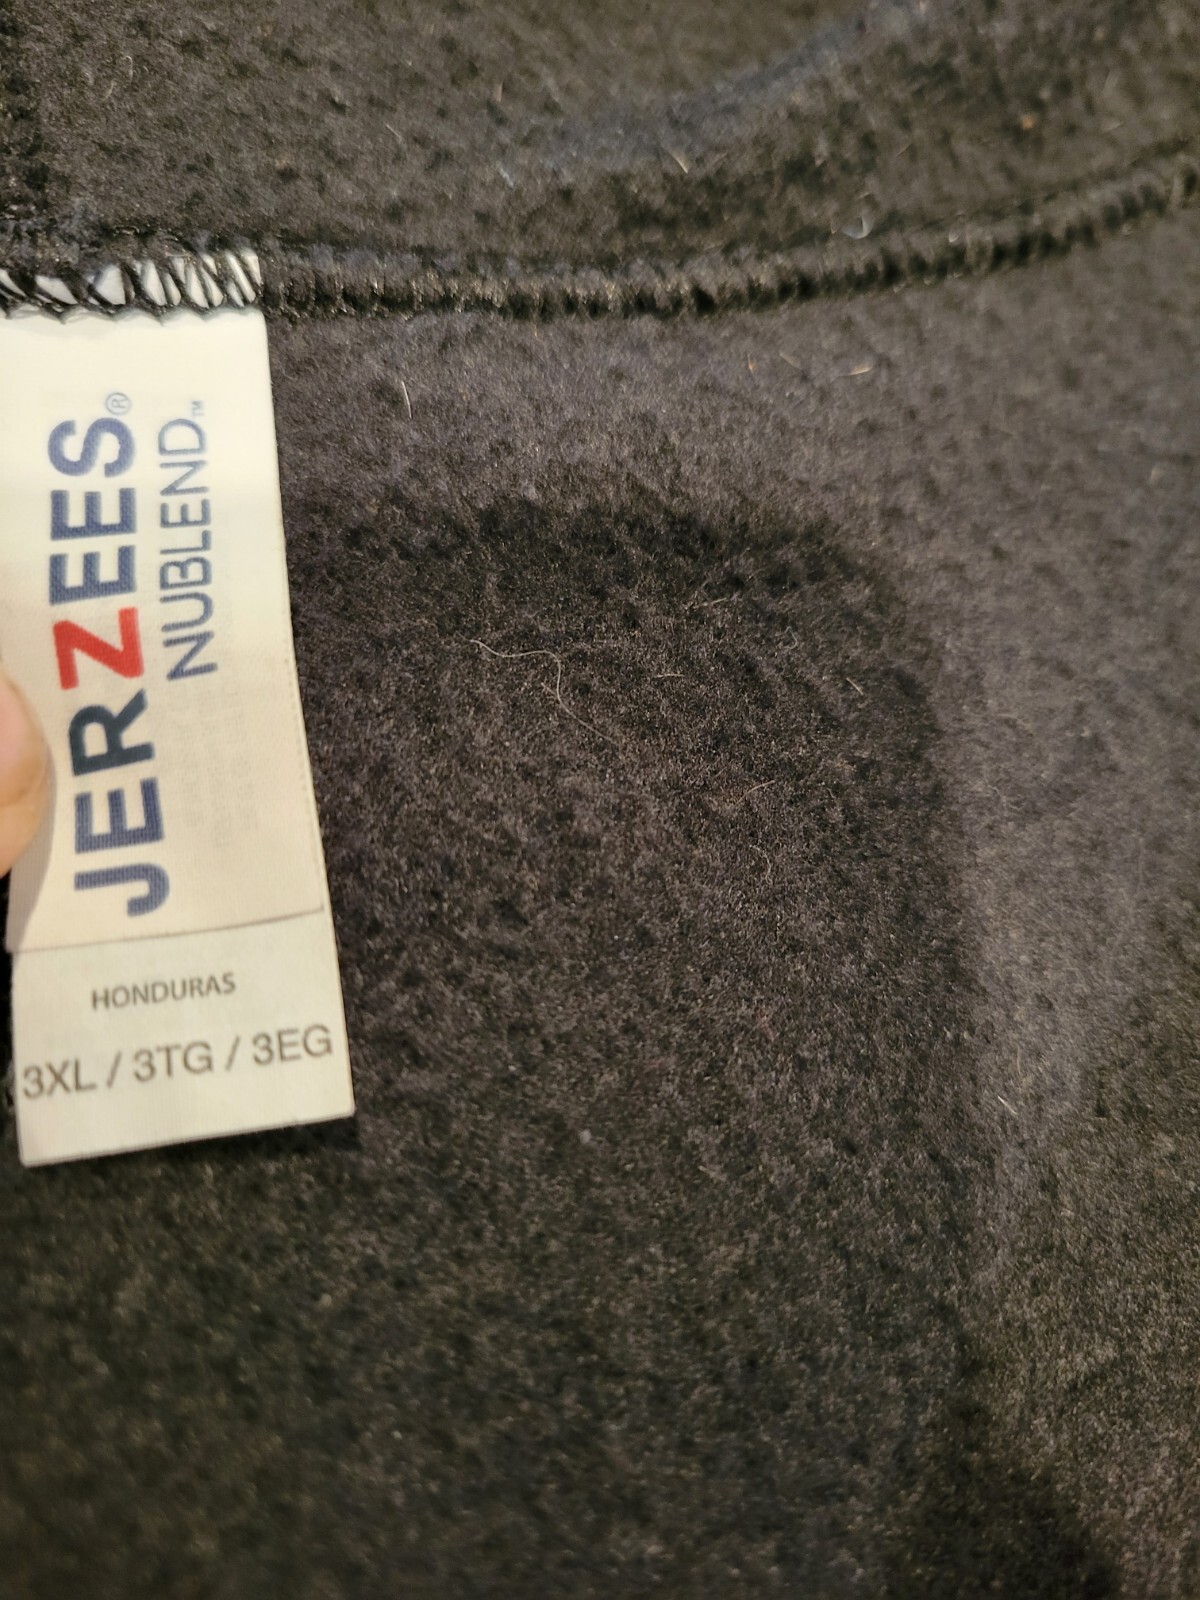 JERZEES®
NUBLEND™
HONDURAS
3XL / 3TG / 3EG